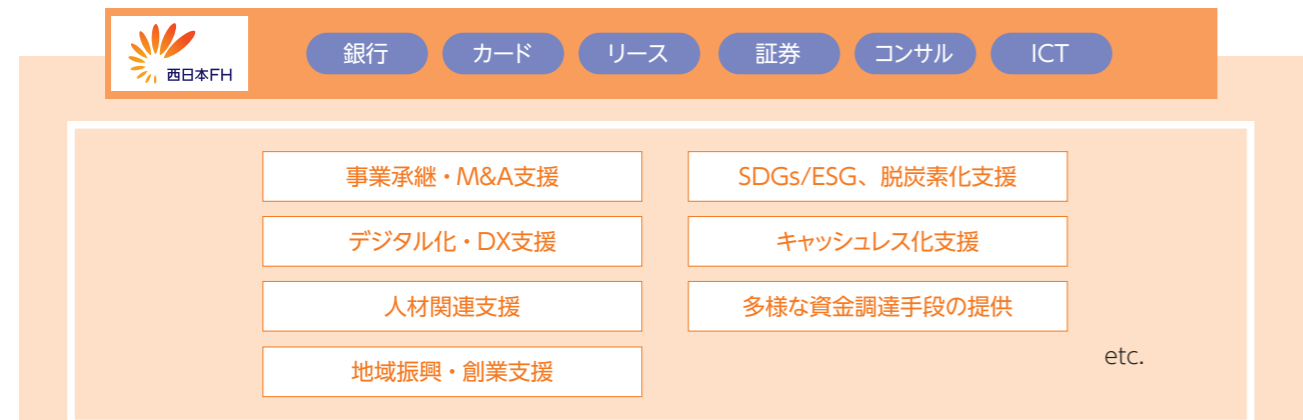 西日本FH
銀行 カード リース 証券 コンサル ICT
事業承継・M&A支援
SDGs/ESG、脱炭素化支援
デジタル化・DX支援
キャッシュレス化支援
人材関連支援
多様な資金調達手段の提供
地域振興・創業支援
etc.